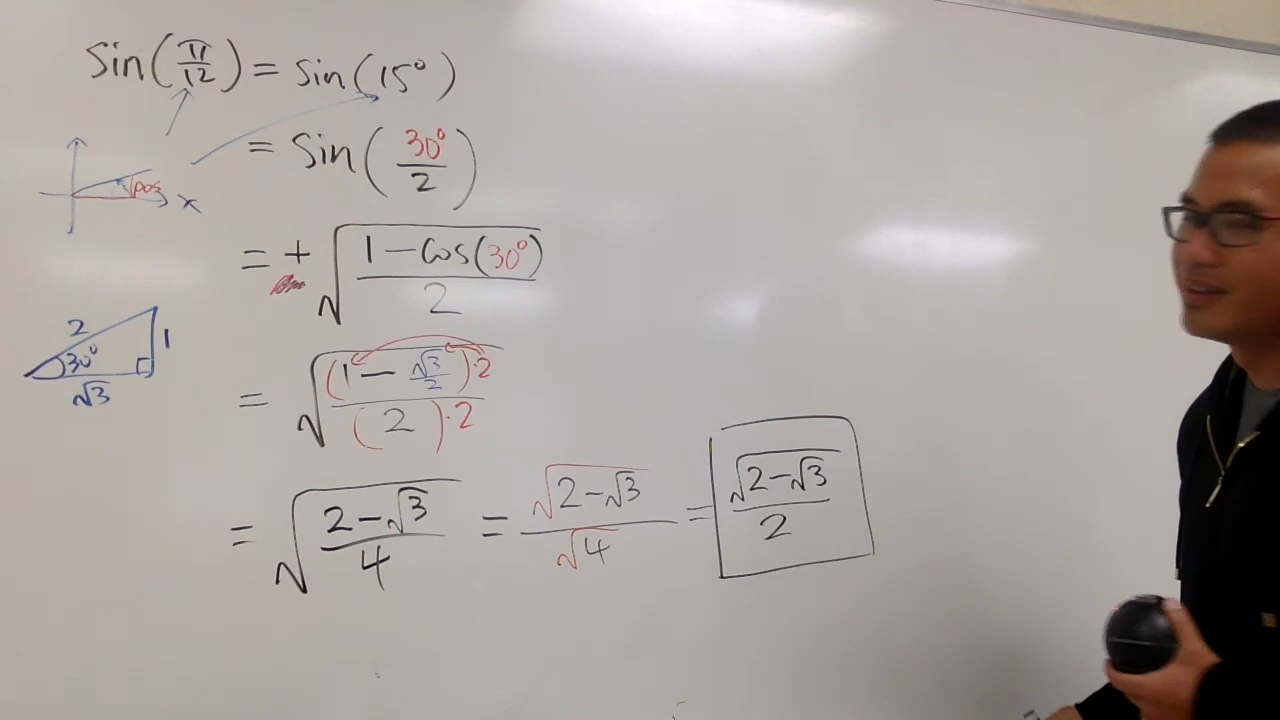 sin(π/12) = sin(15°)
= sin(30°/2)
pos
x
= + √((1 - cos(30°))/2)
2
1
30°
√3
= √(((1 - √3/2)·2)/((2)·2))
= √((2-√3)/4) = √(2-√3)/√4 = √(2-√3)/2